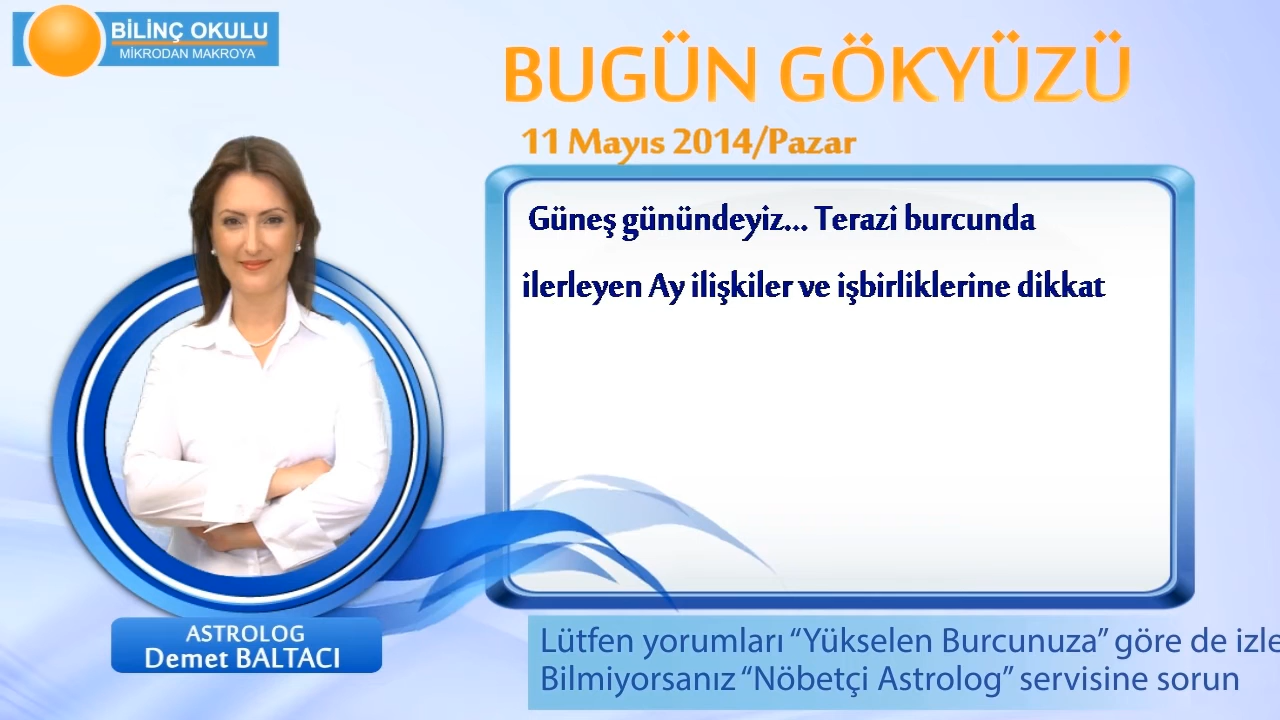 BİLİNÇ OKULU
MİKRODAN MAKROYA
BUGÜN GÖKYÜZÜ
11 Mayıs 2014/Pazar
Güneş günündeyiz... Terazi burcunda
ilerleyen Ay ilişkiler ve işbirliklerine dikkat
ASTROLOG
Demet BALTACI
Lütfen yorumları “Yükselen Burcunuza” göre de izle
Bilmiyorsanız “Nöbetçi Astrolog” servisine sorun